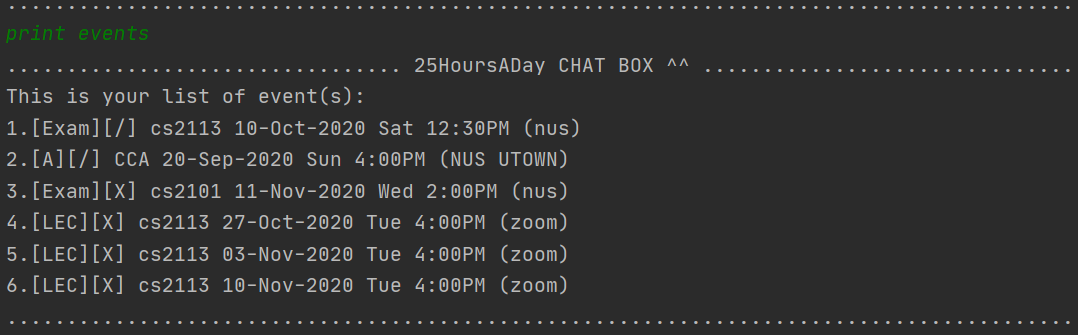 ..........................................................................................
print events
................................. 25HoursADay CHAT BOX ^^ ...............................
This is your list of event(s):
1.[Exam][/] cs2113 10-Oct-2020 Sat 12:30PM (nus)
2.[A][/] CCA 20-Sep-2020 Sun 4:00PM (NUS UTOWN)
3.[Exam][X] cs2101 11-Nov-2020 Wed 2:00PM (nus)
4.[LEC][X] cs2113 27-Oct-2020 Tue 4:00PM (zoom)
5.[LEC][X] cs2113 03-Nov-2020 Tue 4:00PM (zoom)
6.[LEC][X] cs2113 10-Nov-2020 Tue 4:00PM (zoom)
..........................................................................................